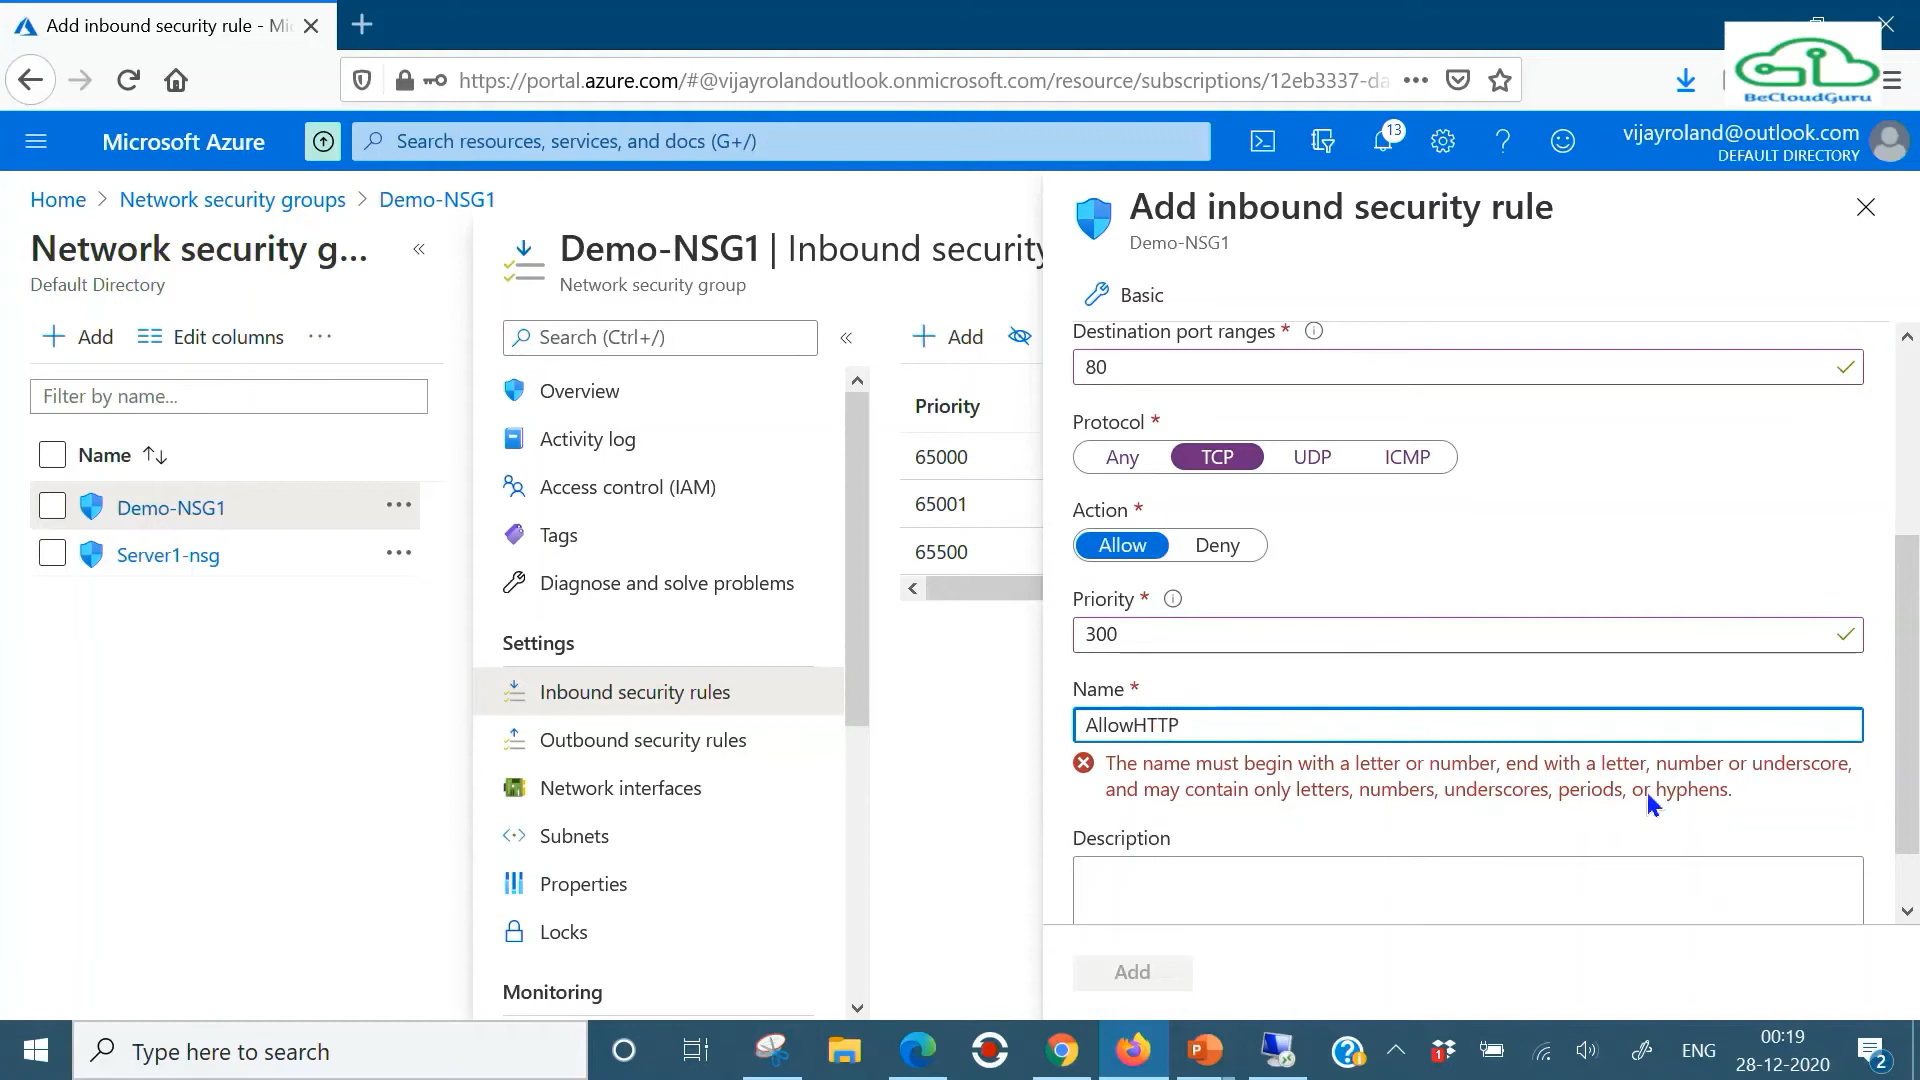 Add inbound security rule - Mi
https://portal.azure.com/#@vijayrolandoutlook.onmicrosoft.com/resource/subscriptions/12eb3337-da
BeCloudGuru
Microsoft Azure
Search resources, services, and docs (G+/)
13
vijayroland@outlook.com
DEFAULT DIRECTORY
Home > Network security groups > Demo-NSG1
Network security g...
Default Directory
Add
Edit columns
Filter by name...
Name
Demo-NSG1
Server1-nsg
Demo-NSG1 | Inbound security
Network security group
Search (Ctrl+/)
Overview
Activity log
Access control (IAM)
Tags
Diagnose and solve problems
Settings
Inbound security rules
Outbound security rules
Network interfaces
Subnets
Properties
Locks
Monitoring
Add
Priority
65000
65001
65500
Add inbound security rule
Demo-NSG1
Basic
Destination port ranges *
80
Protocol *
Any TCP UDP ICMP
Action *
Allow Deny
Priority *
300
Name *
AllowHTTP
The name must begin with a letter or number, end with a letter, number or underscore,
and may contain only letters, numbers, underscores, periods, or hyphens.
Description
Add
Type here to search
1
ENG
00:19
28-12-2020
2